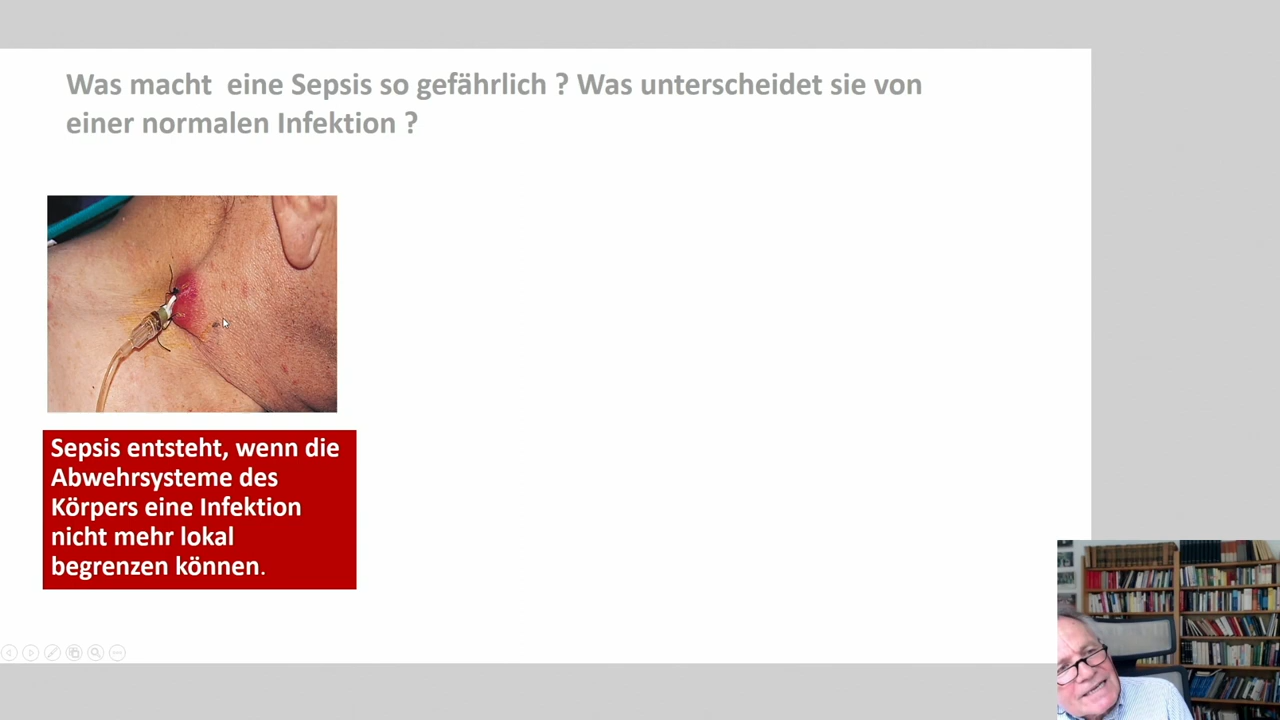 Was macht  eine Sepsis so gefährlich ? Was unterscheidet sie von
einer normalen Infektion ?
Sepsis entsteht, wenn die
Abwehrsysteme des
Körpers eine Infektion
nicht mehr lokal
begrenzen können.